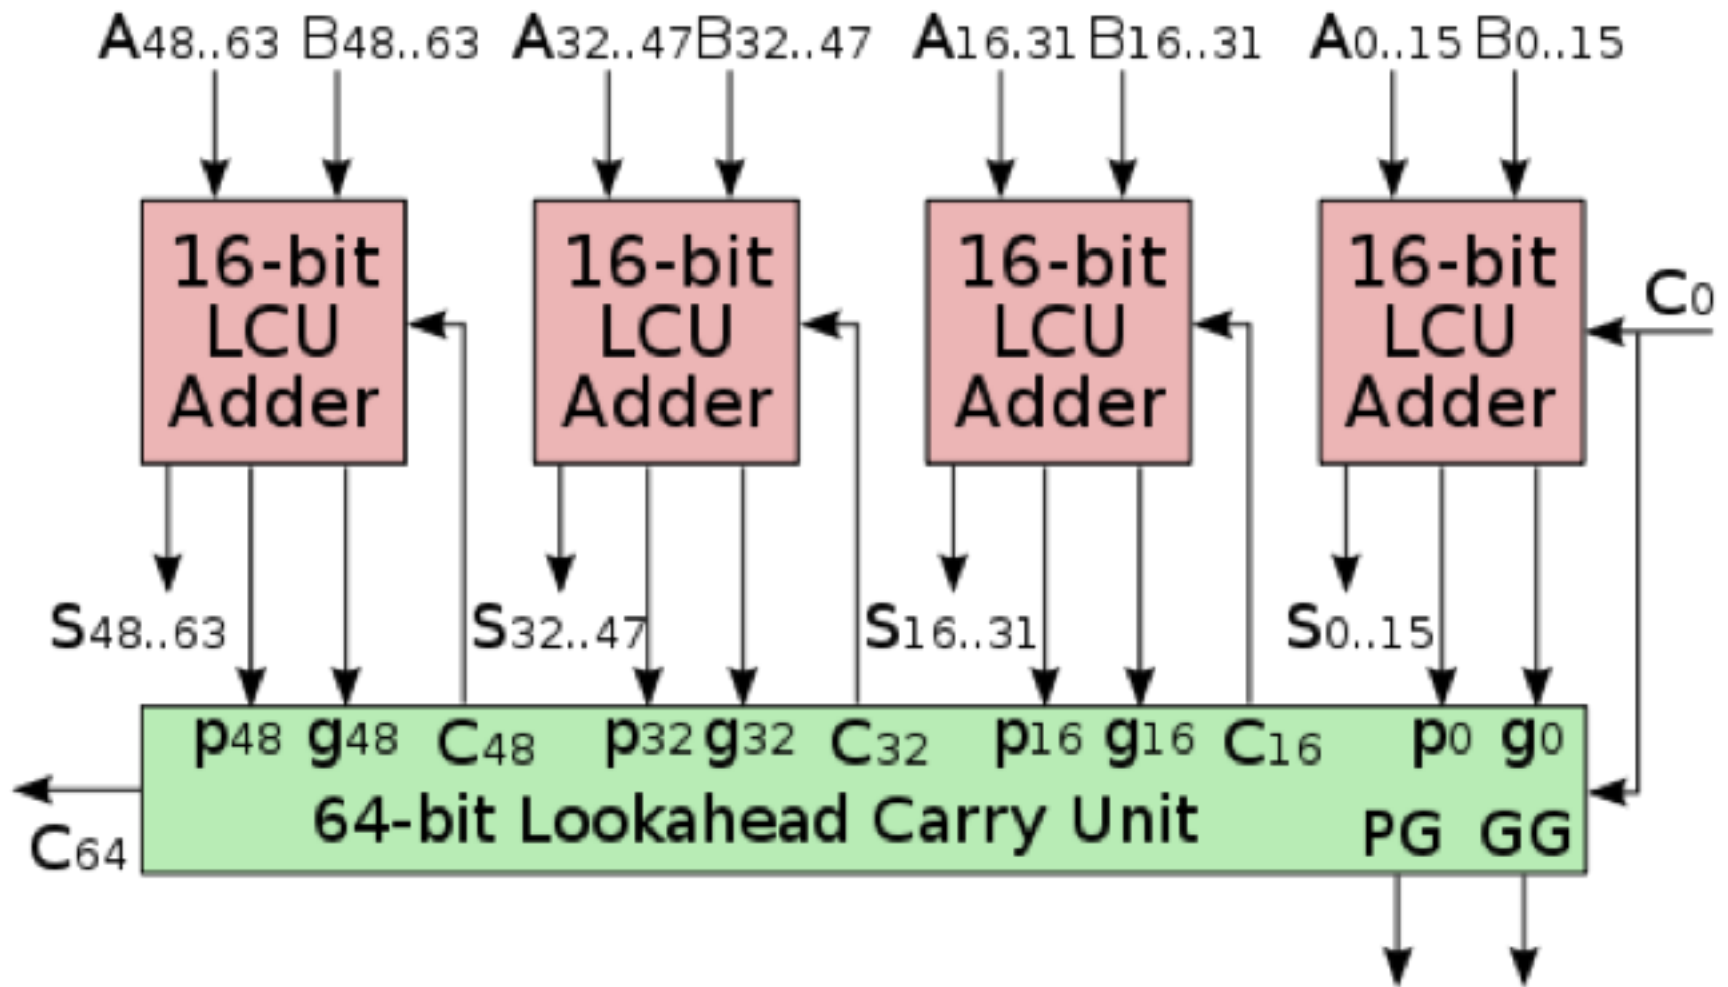 A48..63 B48..63 A32..47 B32..47 A16.31 B16..31 A0..15 B0..15
16-bit LCU Adder
16-bit LCU Adder
16-bit LCU Adder
16-bit LCU Adder
C0
S48..63 S32..47 S16..31 S0..15
p48 g48 C48 p32 g32 C32 p16 g16 C16 p0 g0
64-bit Lookahead Carry Unit PG GG
C64